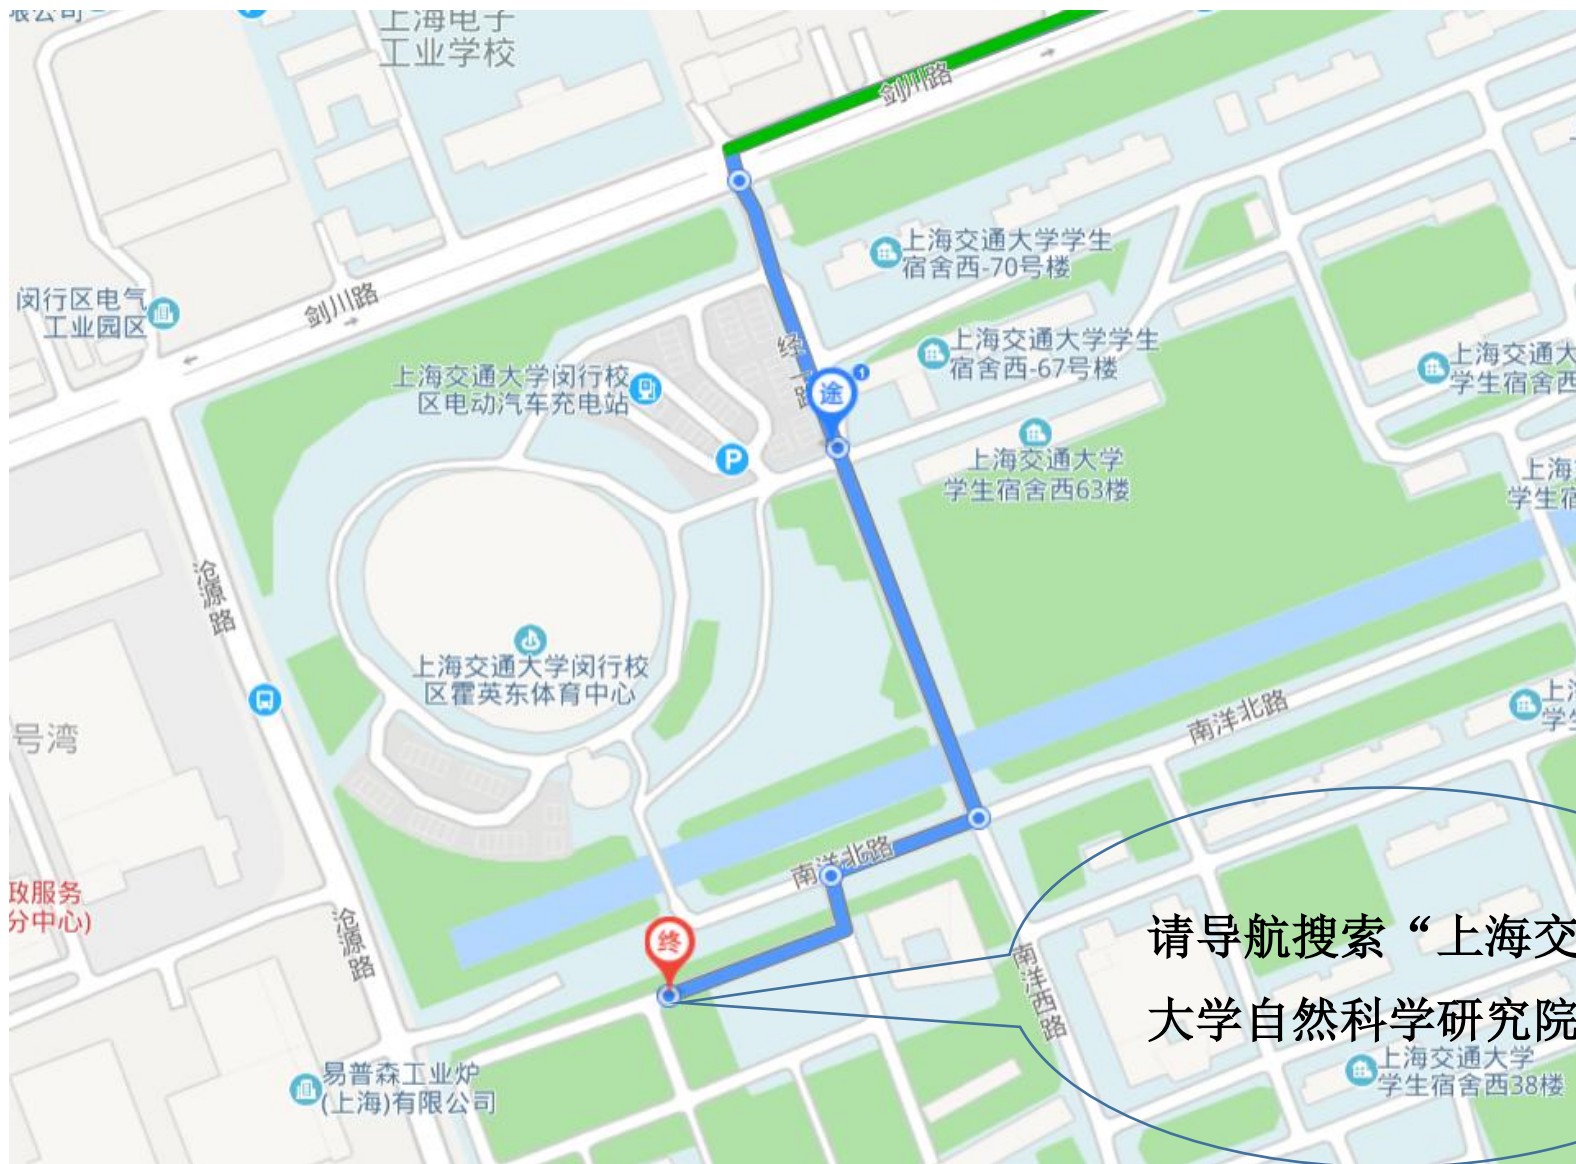 上海电子
工业学校
剑川路
上海交通大学学生
宿舍西-70号楼
闵行区电气
工业园区
剑川路
经一路
上海交通大学学生
宿舍西-67号楼
上海交通大
学生宿舍西
上海交通大学闵行校
区电动汽车充电站
途
1
P
上海交通大学
学生宿舍西63楼
上海
学生宿
沧源路
上海交通大学闵行校
区霍英东体育中心
号湾
南洋北路
上海
学生
南洋北路
政服务
分中心)
沧源路
终
请导航搜索“上海交
大学自然科学研究院
南洋西路
上海交通大学
学生宿舍西38楼
易普森工业炉
(上海)有限公司